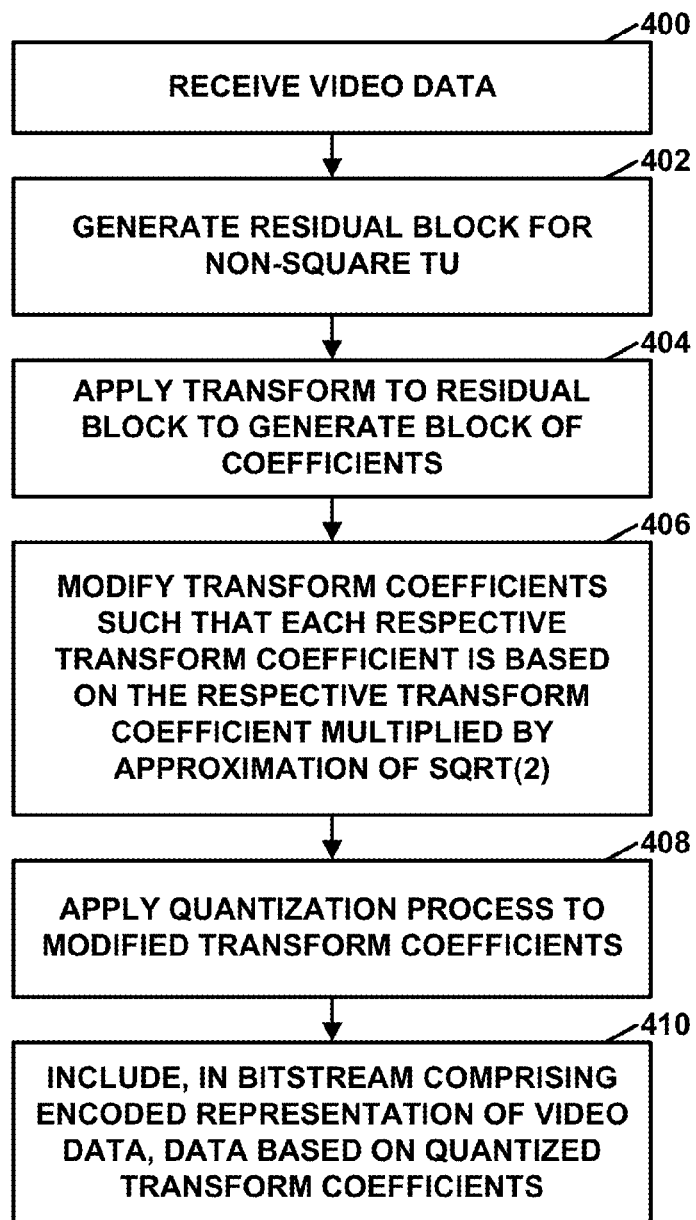 400
RECEIVE VIDEO DATA
402
GENERATE RESIDUAL BLOCK FOR
NON-SQUARE TU
404
APPLY TRANSFORM TO RESIDUAL
BLOCK TO GENERATE BLOCK OF
COEFFICIENTS
406
MODIFY TRANSFORM COEFFICIENTS
SUCH THAT EACH RESPECTIVE
TRANSFORM COEFFICIENT IS BASED
ON THE RESPECTIVE TRANSFORM
COEFFICIENT MULTIPLIED BY
APPROXIMATION OF SQRT(2)
408
APPLY QUANTIZATION PROCESS TO
MODIFIED TRANSFORM COEFFICIENTS
410
INCLUDE, IN BITSTREAM COMPRISING
ENCODED REPRESENTATION OF VIDEO
DATA, DATA BASED ON QUANTIZED
TRANSFORM COEFFICIENTS